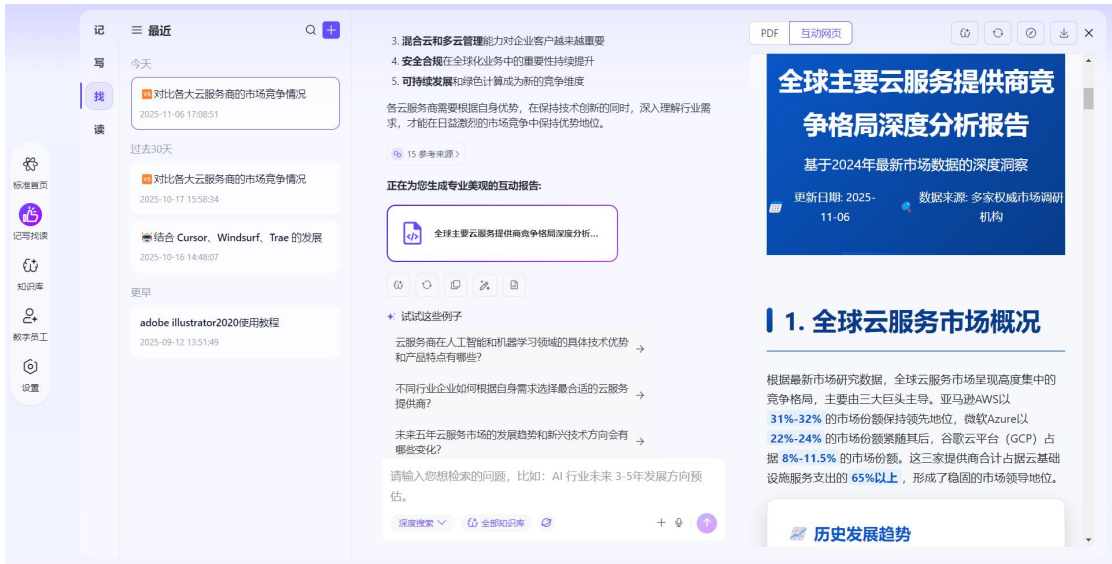 标准首页
记写找读
知识库
数字员工
设置
记
写
找
读
最近
今天
对比各大云服务商的市场竞争情况
2025-11-06 17:08:51
过去30天
对比各大云服务商的市场竞争情况
2025-10-17 15:58:34
结合 Cursor、Windsurf、Trae 的发展
2025-10-16 14:48:07
更早
adobe illustrator2020使用教程
2025-09-12 13:51:49
3. 混合云和多云管理能力对企业客户越来越重要
4. 安全合规在全球化业务中的重要性持续提升
5. 可持续发展和绿色计算成为新的竞争维度
各云服务商需要根据自身优势，在保持技术创新的同时，深入理解行业需
求，才能在日益激烈的市场竞争中保持优势地位。
15 参考来源
正在为您生成专业美观的互动报告:
全球主要云服务提供商竞争格局深度分析...
试试这些例子
云服务商在人工智能和机器学习领域的具体技术优势
和产品特点有哪些?
不同行业企业如何根据自身需求选择最合适的云服务
提供商?
未来五年云服务市场的发展趋势和新兴技术方向会有
哪些变化?
请输入您想检索的问题，比如：AI 行业未来 3-5年发展方向预
估。
深度搜索
全部知识库
PDF
互动网页
全球主要云服务提供商竞
争格局深度分析报告
基于2024年最新市场数据的深度洞察
更新日期: 2025-
11-06
数据来源: 多家权威市场调研
机构
1. 全球云服务市场概况
根据最新市场研究数据，全球云服务市场呈现高度集中的
竞争格局，主要由三大巨头主导。亚马逊AWS以
31%-32% 的市场份额保持领先地位，微软Azure以
22%-24% 的市场份额紧随其后，谷歌云平台（GCP）占
据 8%-11.5% 的市场份额。这三家提供商合计占据云基础
设施服务支出的 65%以上 ，形成了稳固的市场领导地位。
历史发展趋势